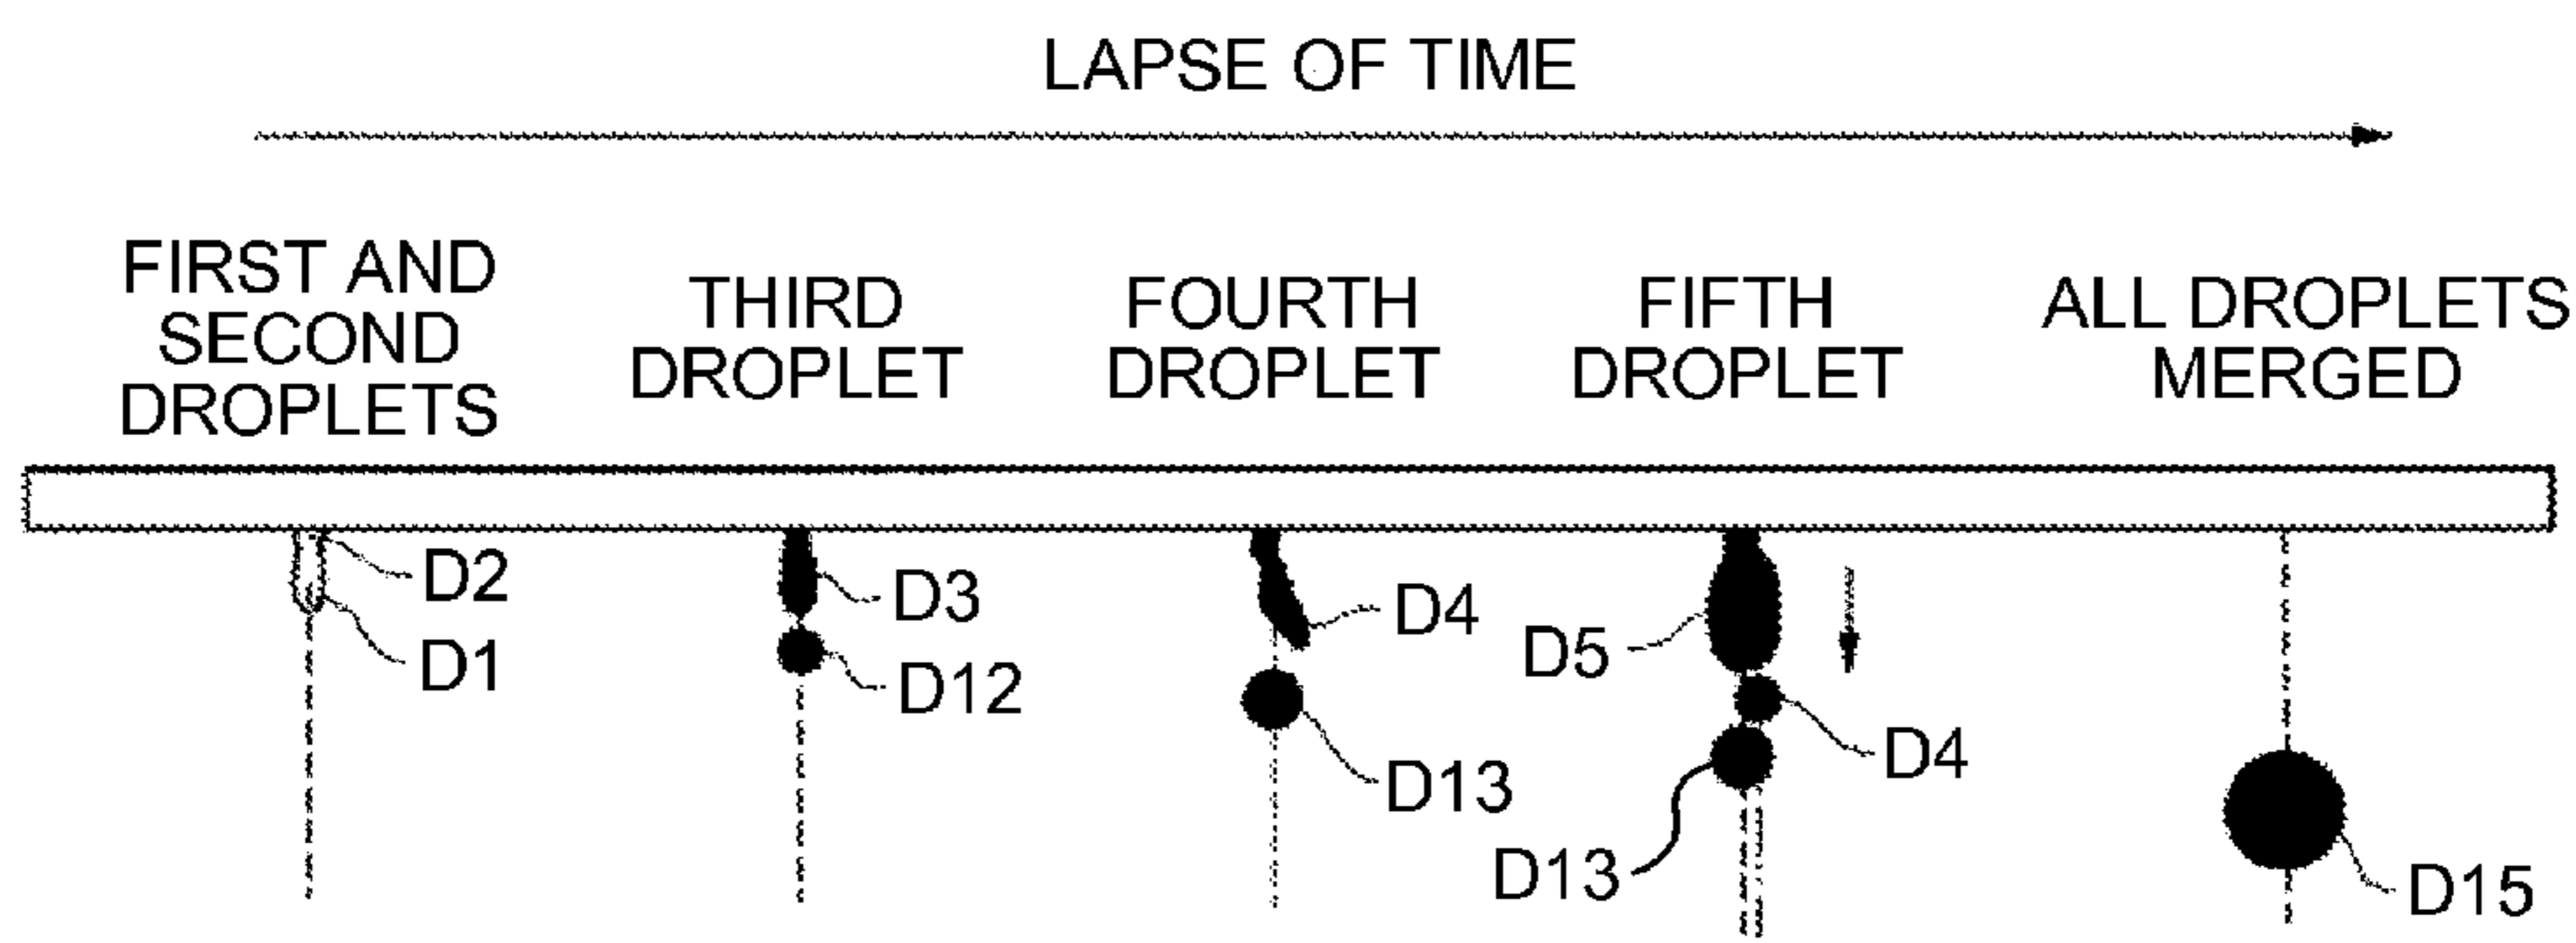 LAPSE OF TIME
FIRST AND
SECOND
DROPLETS
THIRD
DROPLET
FOURTH
DROPLET
FIFTH
DROPLET
ALL DROPLETS
MERGED
D2
D1
D3
D12
D4
D13
D5
D4
D13
D15